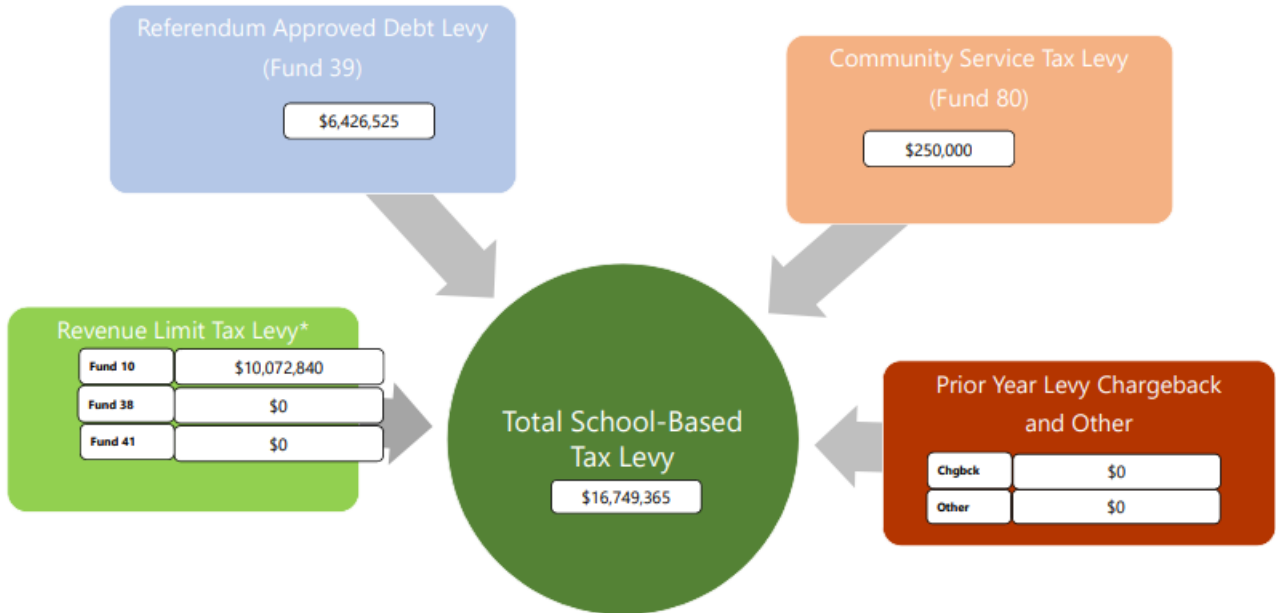 Referendum Approved Debt Levy
(Fund 39)
$6,426,525
Community Service Tax Levy
(Fund 80)
$250,000
Revenue Limit Tax Levy*
Fund 10 $10,072,840
Fund 38 $0
Fund 41 $0
Total School-Based
Tax Levy
$16,749,365
Prior Year Levy Chargeback
and Other
Chgbck $0
Other $0